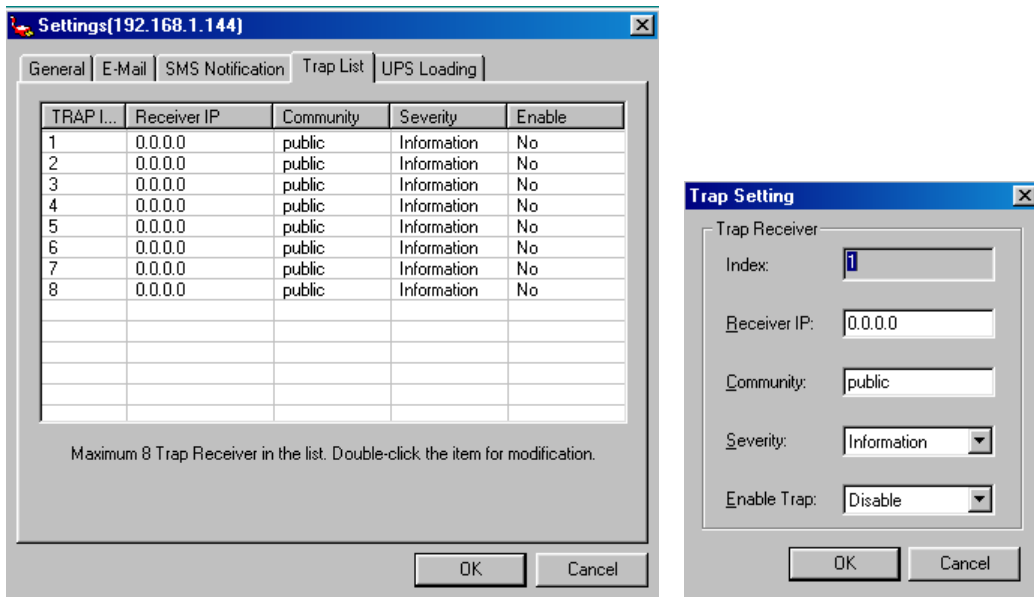 Settings(192.168.1.144)
General E-Mail SMS Notification Trap List UPS Loading
TRAP I... Receiver IP Community Severity Enable
1 0.0.0.0 public Information No
2 0.0.0.0 public Information No
3 0.0.0.0 public Information No
4 0.0.0.0 public Information No
5 0.0.0.0 public Information No
6 0.0.0.0 public Information No
7 0.0.0.0 public Information No
8 0.0.0.0 public Information No
Maximum 8 Trap Receiver in the list. Double-click the item for modification.
OK Cancel
Trap Setting
Trap Receiver
Index: 1
Receiver IP: 0.0.0.0
Community: public
Severity: Information
Enable Trap: Disable
OK Cancel